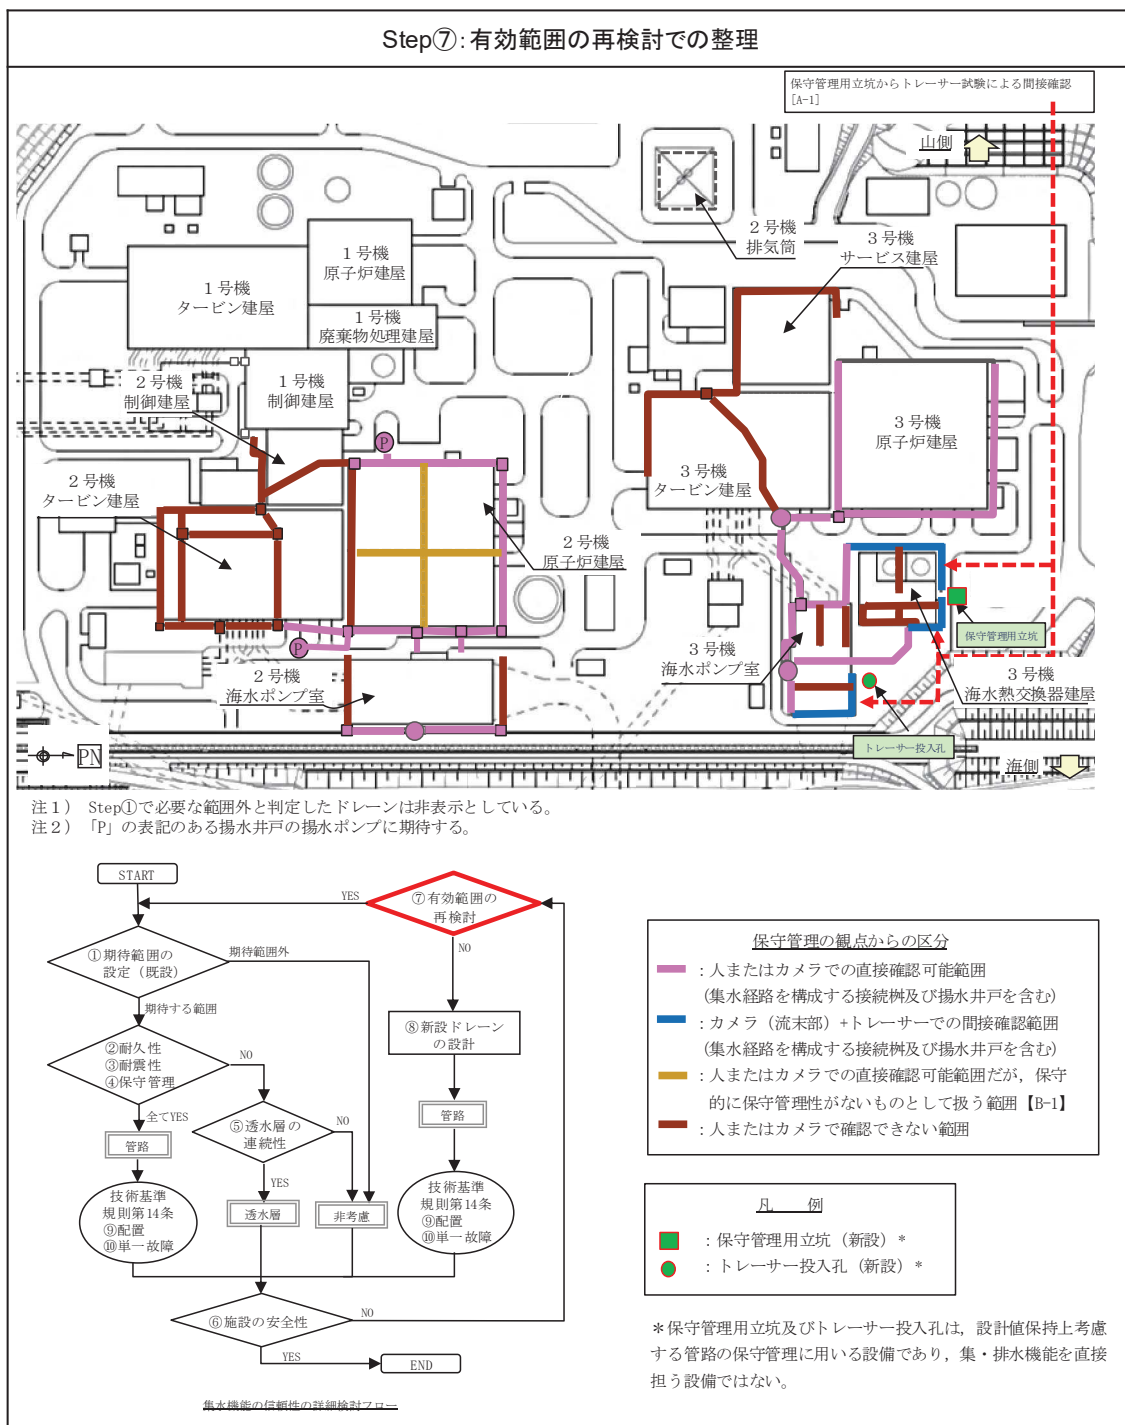 Step⑦:有効範囲の再検討での整理
保守管理用立坑からトレーサー試験による間接確認
[A-1]
山側
2号機
排気筒
3号機
サービス建屋
1号機
原子炉建屋
1号機
タービン建屋
1号機
廃棄物処理建屋
2号機
制御建屋
1号機
制御建屋
3号機
原子炉建屋
P
3号機
タービン建屋
2号機
タービン建屋
2号機
原子炉建屋
保守管理用立坑
P
3号機
海水ポンプ室
3号機
海水熱交換器建屋
2号機
海水ポンプ室
トレーサー投入孔
PN
海側
注1) Step①で必要な範囲外と判定したドレーンは非表示としている。
注2) 「P」の表記のある揚水井戸の揚水ポンプに期待する。
START
YES
⑦有効範囲の
再検討
①期待範囲の
設定(既設)
期待範囲外
NO
期待する範囲
⑧新設ドレーン
の設計
②耐久性
③耐震性
④保守管理
NO
全てYES
管路
⑤透水層の
連続性
NO
管路
YES
技術基準
規則第14条
⑨配置
⑩単一故障
透水層
非考慮
技術基準
規則第14条
⑨配置
⑩単一故障
⑥施設の安全性
NO
YES
END
集水機能の信頼性の詳細検討フロー
保守管理の観点からの区分
:人またはカメラでの直接確認可能範囲
(集水経路を構成する接続桝及び揚水井戸を含む)
:カメラ(流末部)+トレーサーでの間接確認範囲
(集水経路を構成する接続桝及び揚水井戸を含む)
:人またはカメラでの直接確認可能範囲だが,保守
的に保守管理性がないものとして扱う範囲【B-1】
:人またはカメラで確認できない範囲
凡 例
:保守管理用立坑(新設)*
:トレーサー投入孔(新設)*
*保守管理用立坑及びトレーサー投入孔は,設計値保持上考慮
する管路の保守管理に用いる設備であり,集・排水機能を直接
担う設備ではない。